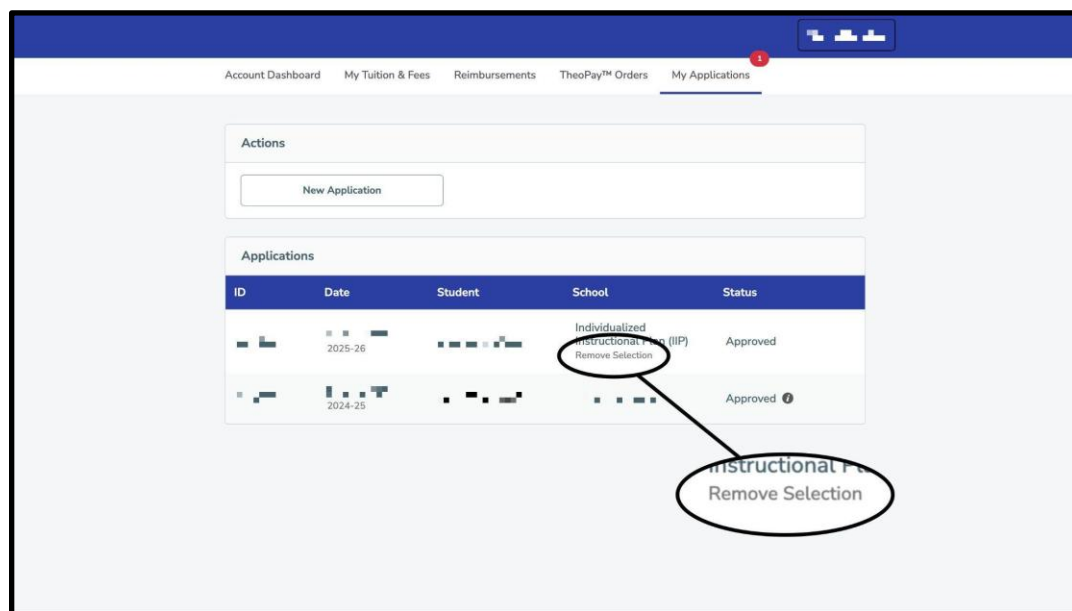 1
Account Dashboard My Tuition & Fees Reimbursements TheoPay™ Orders My Applications
Actions
New Application
Applications
ID Date Student School Status
Individualized
Instructional Plan (IIP)
Remove Selection
2025-26
Approved
2024-25
Approved
Instructional
Remove Selection